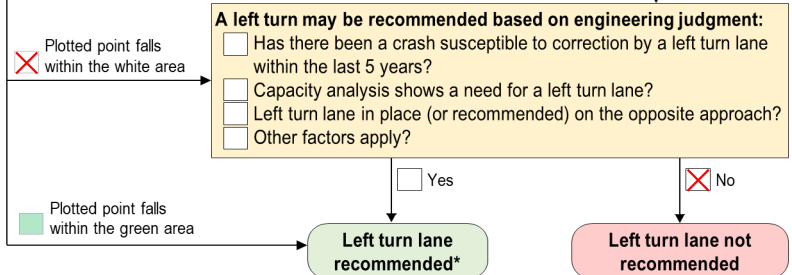 A left turn may be recommended based on engineering judgment:
Plotted point falls
within the white area
Has there been a crash susceptible to correction by a left turn lane
within the last 5 years?
Capacity analysis shows a need for a left turn lane?
Left turn lane in place (or recommended) on the opposite approach?
Other factors apply?
Yes
No
Plotted point falls
within the green area
Left turn lane
recommended*
Left turn lane not
recommended